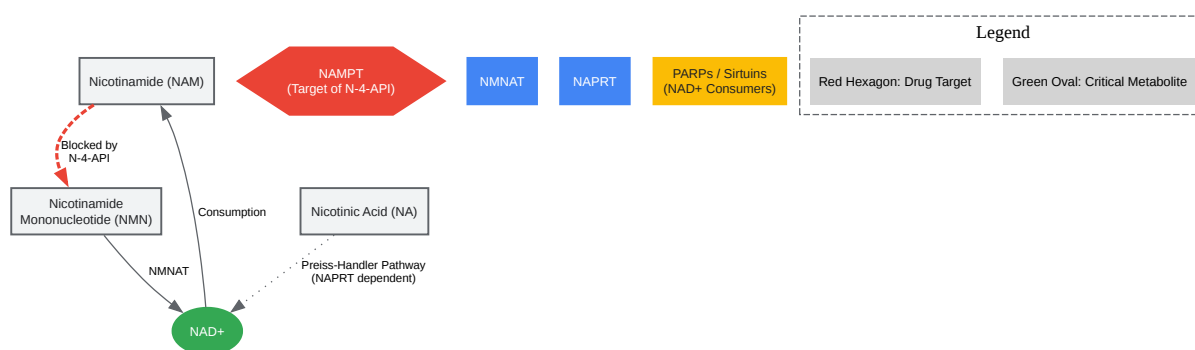 Legend
Nicotinamide (NAM)
NAMPT
(Target of N-4-API)
NMNAT
NAPRT
PARPs / Sirtuins
(NAD+ Consumers)
Red Hexagon: Drug Target
Green Oval: Critical Metabolite
Blocked by
N-4-API
Nicotinamide
Mononucleotide (NMN)
Consumption
Nicotinic Acid (NA)
NMNAT
Preiss-Handler Pathway
(NAPRT dependent)
NAD+